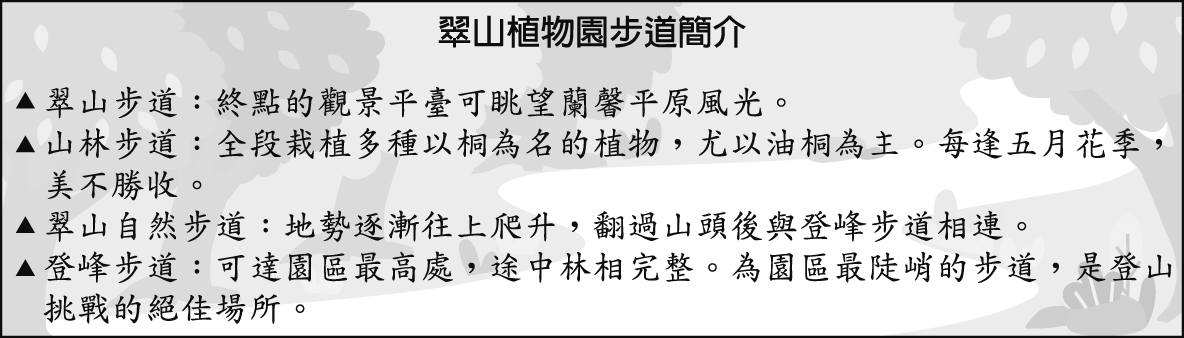 翠山植物園步道簡介
▲翠山步道：終點的觀景平臺可眺望蘭馨平原風光。
▲山林步道：全段栽植多種以桐為名的植物，尤以油桐為主。每逢五月花季，
美不勝收。
▲翠山自然步道：地勢逐漸往上爬升，翻過山頭後與登峰步道相連。
▲登峰步道：可達園區最高處，途中林相完整。為園區最陡峭的步道，是登山
挑戰的絕佳場所。